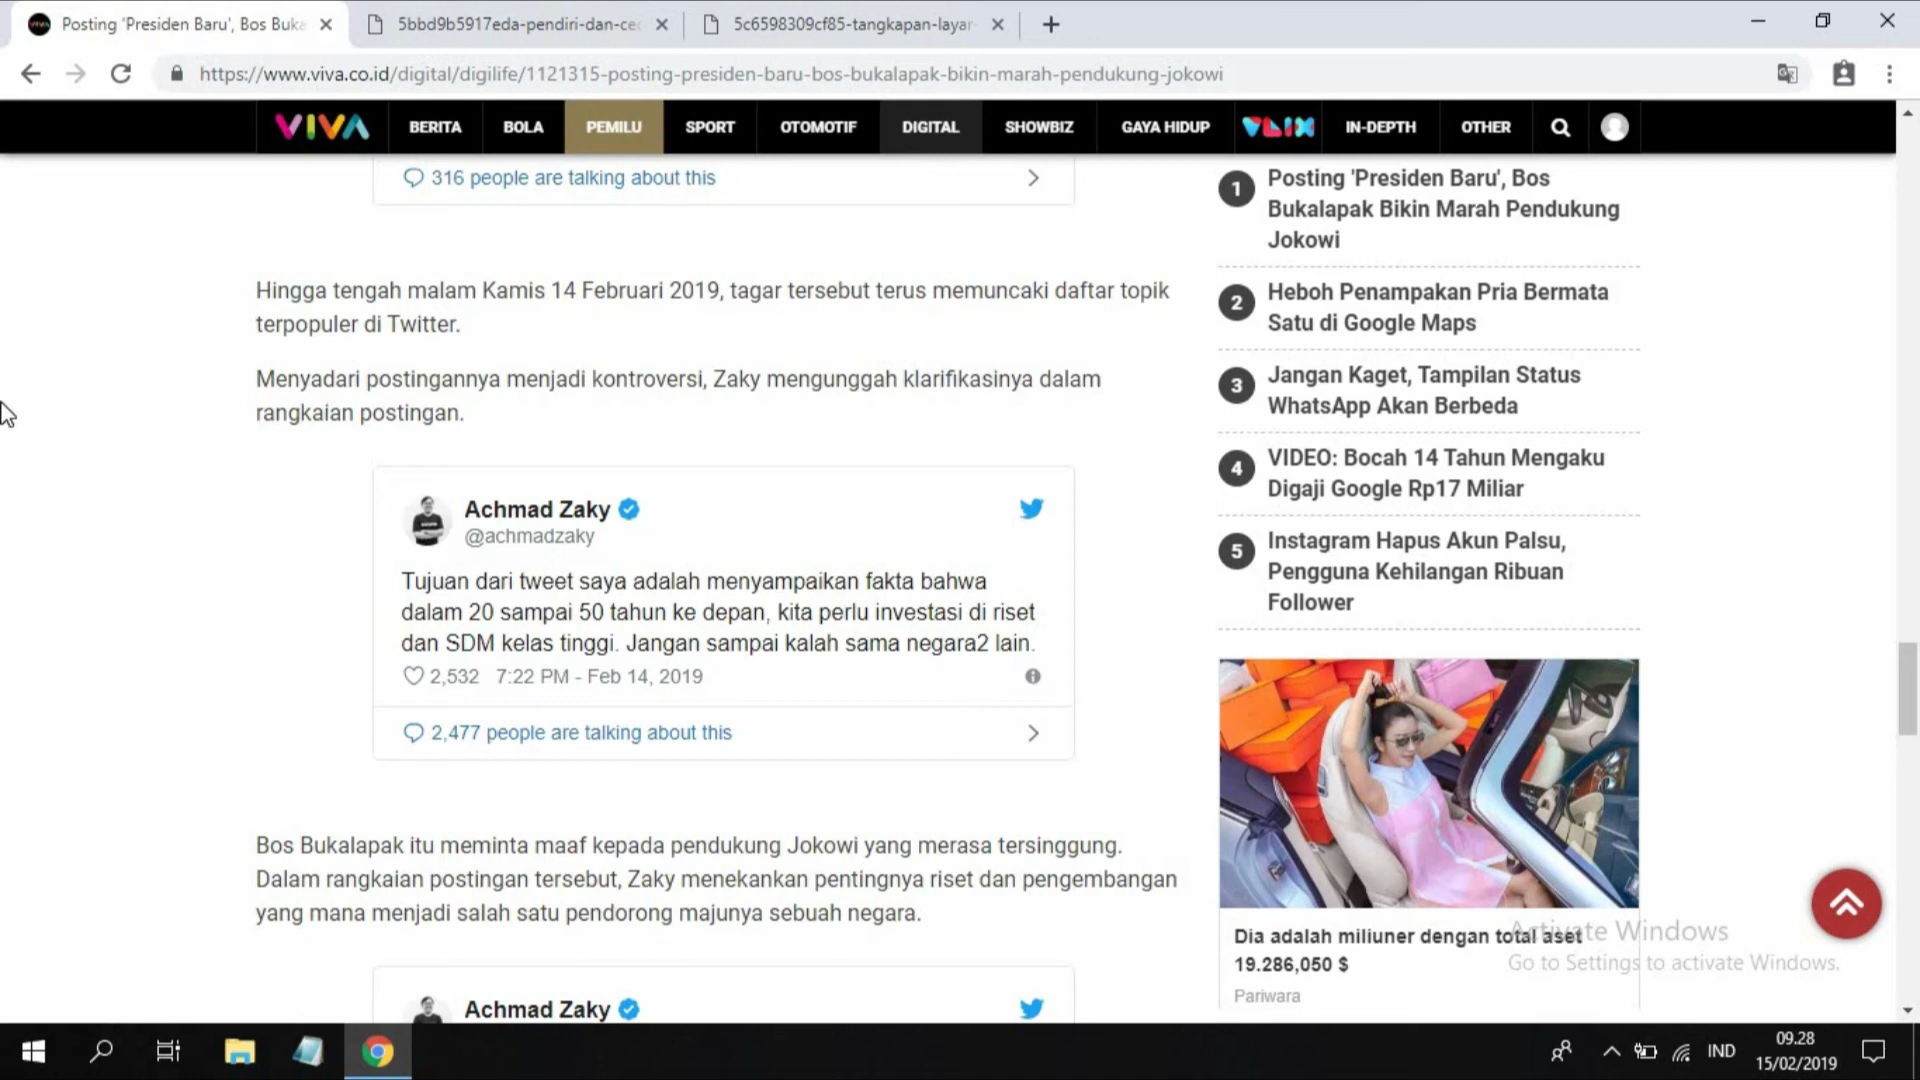 Posting 'Presiden Baru', Bos Buka
5bbd9b5917eda-pendiri-dan-ce
5c6598309cf85-tangkapan-layar-
https://www.viva.co.id/digital/digilife/1121315-posting-presiden-baru-bos-bukalapak-bikin-marah-pendukung-jokowi
VIVA BERITA BOLA PEMILU SPORT OTOMOTIF DIGITAL SHOWBIZ GAYA HIDUP VLIX IN-DEPTH OTHER
316 people are talking about this
Hingga tengah malam Kamis 14 Februari 2019, tagar tersebut terus memuncaki daftar topik
terpopuler di Twitter.
Menyadari postingannya menjadi kontroversi, Zaky mengunggah klarifikasinya dalam
rangkaian postingan.
Achmad Zaky
@achmadzaky
Tujuan dari tweet saya adalah menyampaikan fakta bahwa
dalam 20 sampai 50 tahun ke depan, kita perlu investasi di riset
dan SDM kelas tinggi. Jangan sampai kalah sama negara2 lain.
2,532 7:22 PM - Feb 14, 2019
2,477 people are talking about this
Bos Bukalapak itu meminta maaf kepada pendukung Jokowi yang merasa tersinggung.
Dalam rangkaian postingan tersebut, Zaky menekankan pentingnya riset dan pengembangan
yang mana menjadi salah satu pendorong majunya sebuah negara.
Achmad Zaky
1 Posting 'Presiden Baru', Bos
Bukalapak Bikin Marah Pendukung
Jokowi
2 Heboh Penampakan Pria Bermata
Satu di Google Maps
3 Jangan Kaget, Tampilan Status
WhatsApp Akan Berbeda
4 VIDEO: Bocah 14 Tahun Mengaku
Digaji Google Rp17 Miliar
5 Instagram Hapus Akun Palsu,
Pengguna Kehilangan Ribuan
Follower
Dia adalah miliuner dengan total aset
19.286,050 $
Pariwara
Activate Windows
Go to Settings to activate Windows.
IND
09.28
15/02/2019